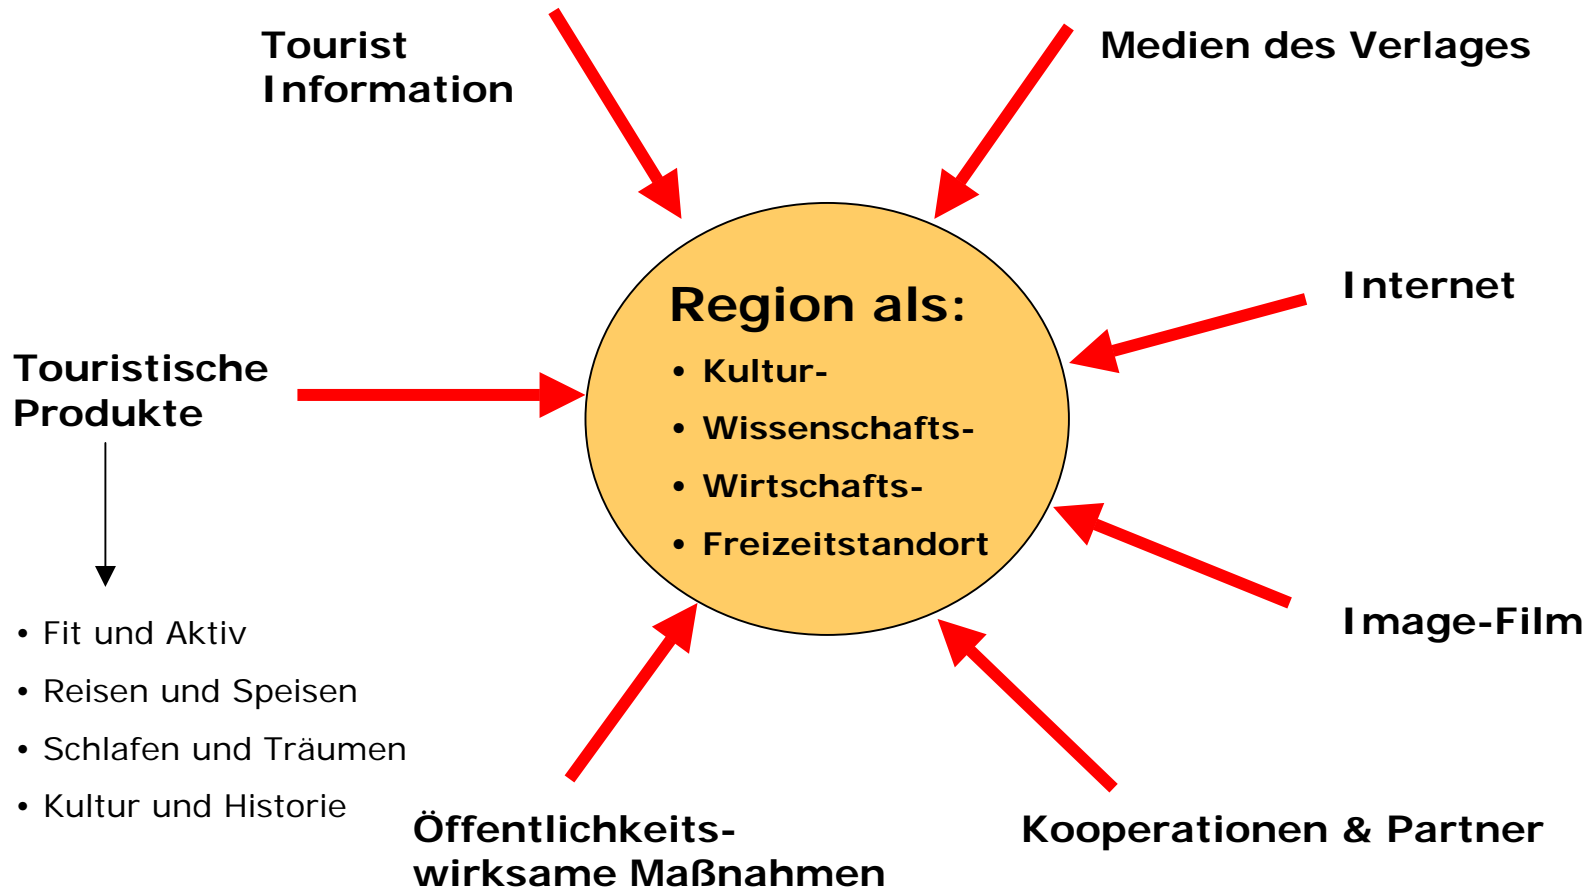 Tourist
Information
Medien des Verlages
Internet
Region als:
• Kultur-
• Wissenschafts-
• Wirtschafts-
• Freizeitstandort
Touristische
Produkte
• Fit und Aktiv
• Reisen und Speisen
• Schlafen und Träumen
• Kultur und Historie
Image-Film
Öffentlichkeits-
wirksame Maßnahmen
Kooperationen & Partner